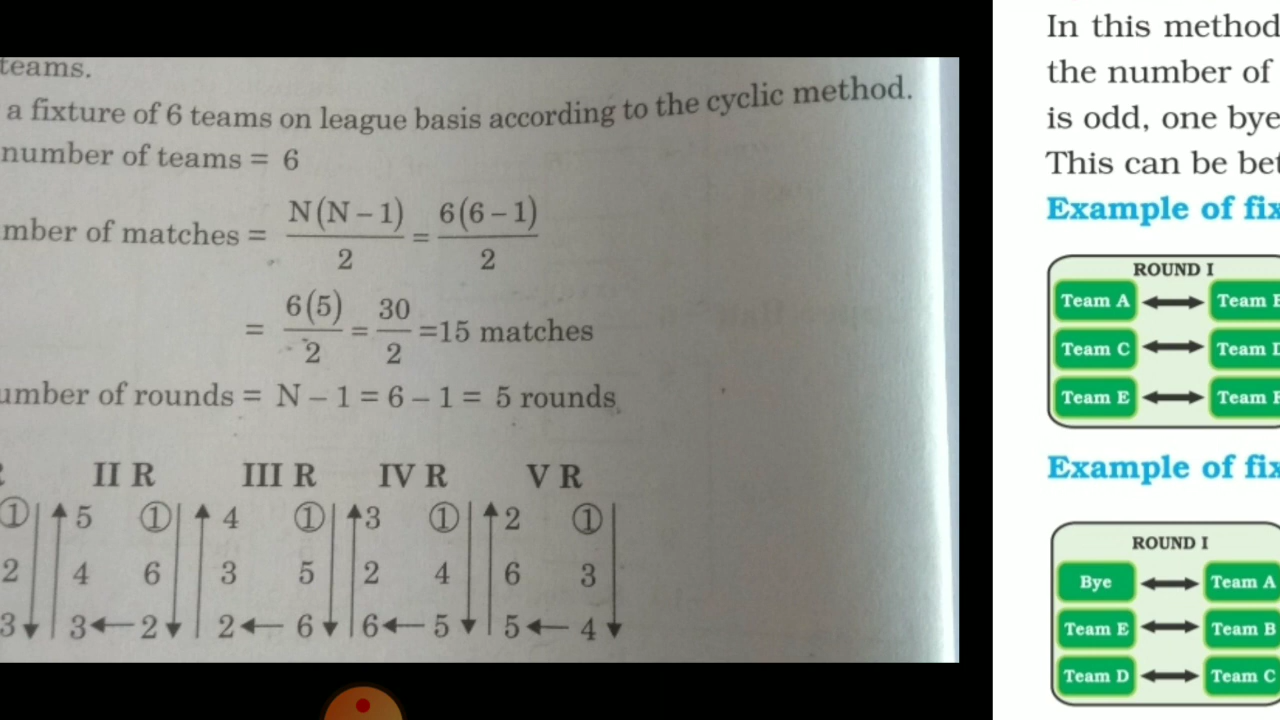 teams.
a fixture of 6 teams on league basis according to the cyclic method.
number of teams = 6
mber of matches = N(N – 1)/2 = 6(6 – 1)/2
= 6(5)/2 = 30/2 =15 matches
umber of rounds = N – 1 = 6 – 1 = 5 rounds
II R III R IV R V R
① 5 ① 4 ① 3 ① 2 ①
2 4 6 3 5 2 4 6 3
3 3 ← 2 2 ← 6 6 ← 5 5 ← 4
In this method
the number of
is odd, one bye
This can be bet
Example of fix
ROUND I
Team A Team
Team C Team
Team E Team
Example of fix
ROUND I
Bye Team A
Team E Team B
Team D Team C